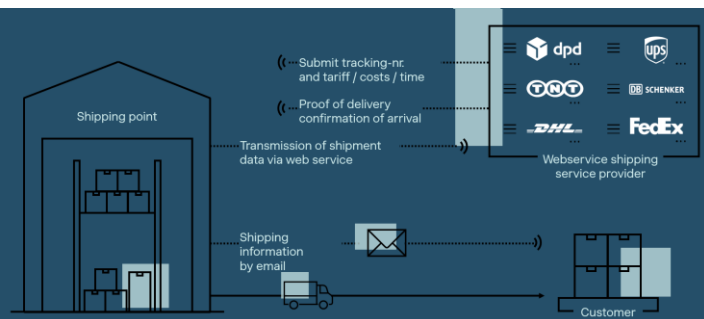 Submit tracking-nr.
and tariff / costs / time
Proof of delivery
confirmation of arrival
Shipping point
Transmission of shipment
data via web service
dpd
ups
TNT
DB SCHENKER
DHL
FedEx
Webservice shipping
service provider
Shipping
information
by email
Customer